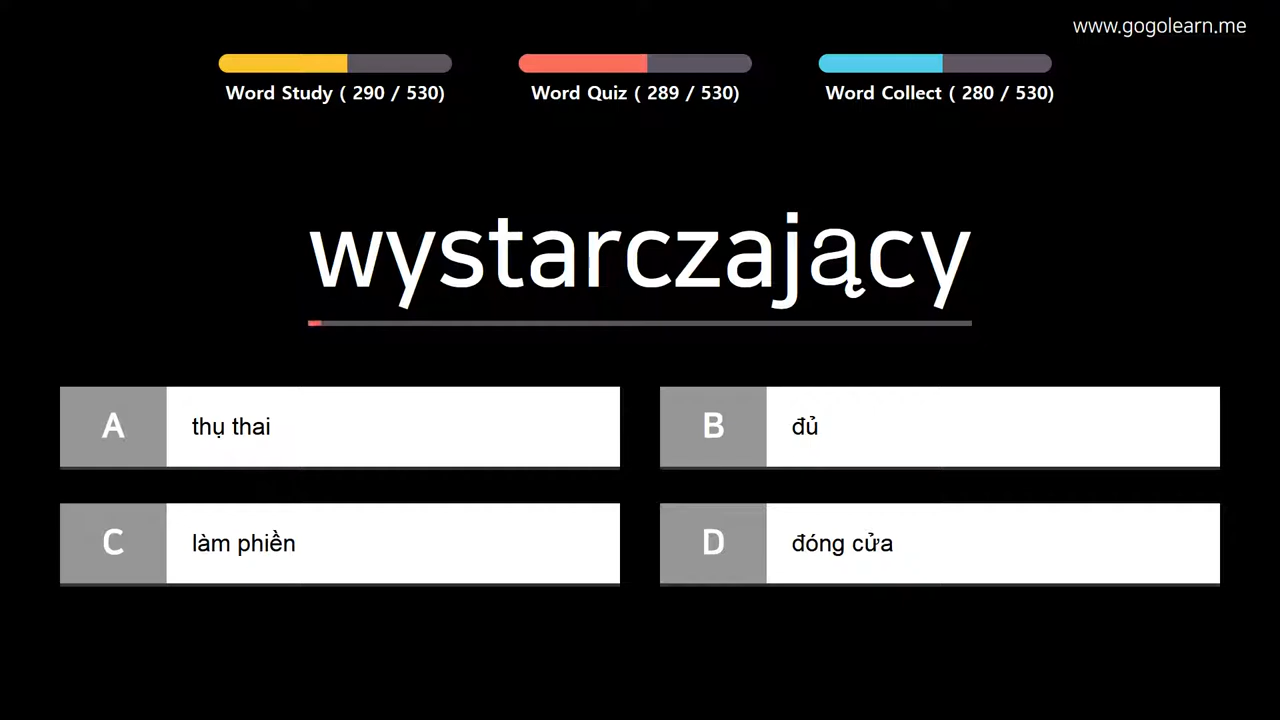 www.gogolearn.me
Word Study ( 290 / 530)
Word Quiz ( 289 / 530)
Word Collect ( 280 / 530)
wystarczający
A thụ thai
B đủ
C làm phiền
D đóng cửa